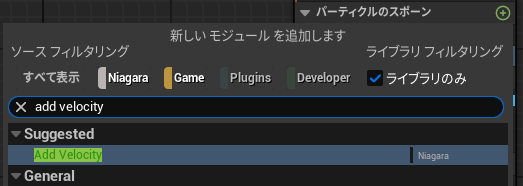 パーティクルのスポーン
新しい モジュール を追加します
ソース フィルタリング ライブラリ フィルタリング
すべて表示 Niagara Game Plugins Developer ライブラリのみ
add velocity
Suggested
Add Velocity Niagara
General